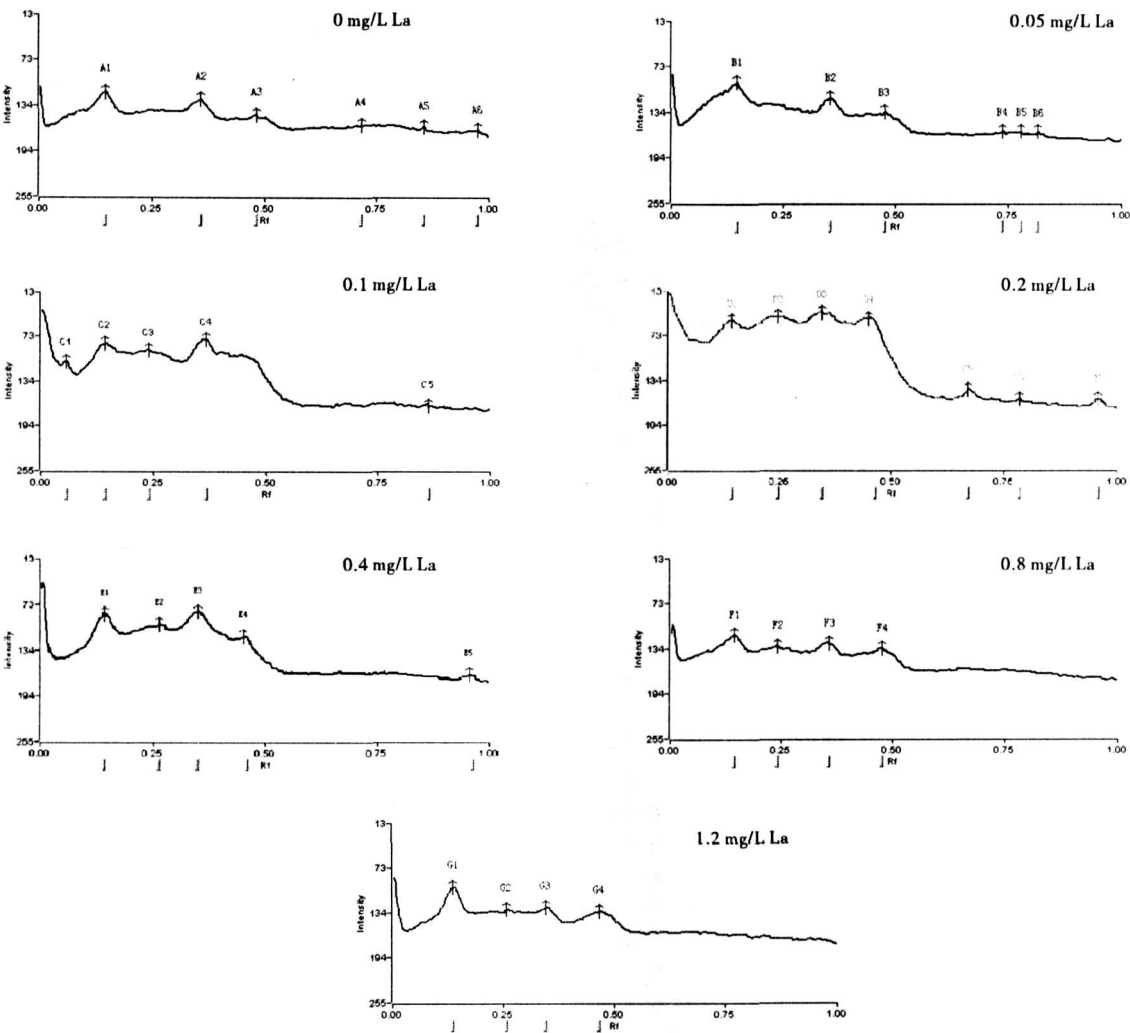 0 mg/L La
13
73
134
194
255
Intensity
A1
A2
A3
A4
A5
A6
0.00
0.25
0.50
0.75
1.00
Rf
0.05 mg/L La
13
73
134
194
255
Intensity
B1
B2
B3
B4 B5 B6
0.00
0.25
0.50
0.75
1.00
Rf
0.1 mg/L La
13
73
134
194
255
Intensity
C1
C2
C3
C4
C5
0.00
0.25
0.50
0.75
1.00
Rf
0.2 mg/L La
13
73
134
194
255
Intensity
0.00
0.25
0.50
0.75
1.00
Rf
0.4 mg/L La
13
73
134
194
255
Intensity
E1
E2
E3
E4
E5
0.00
0.25
0.50
0.75
1.00
Rf
0.8 mg/L La
13
73
134
194
255
Intensity
F1
F2
F3
F4
0.00
0.25
0.50
0.75
1.00
Rf
1.2 mg/L La
13
73
134
194
255
Intensity
G1
G2
G3
G4
0.00
0.25
0.50
0.75
1.00
Rf